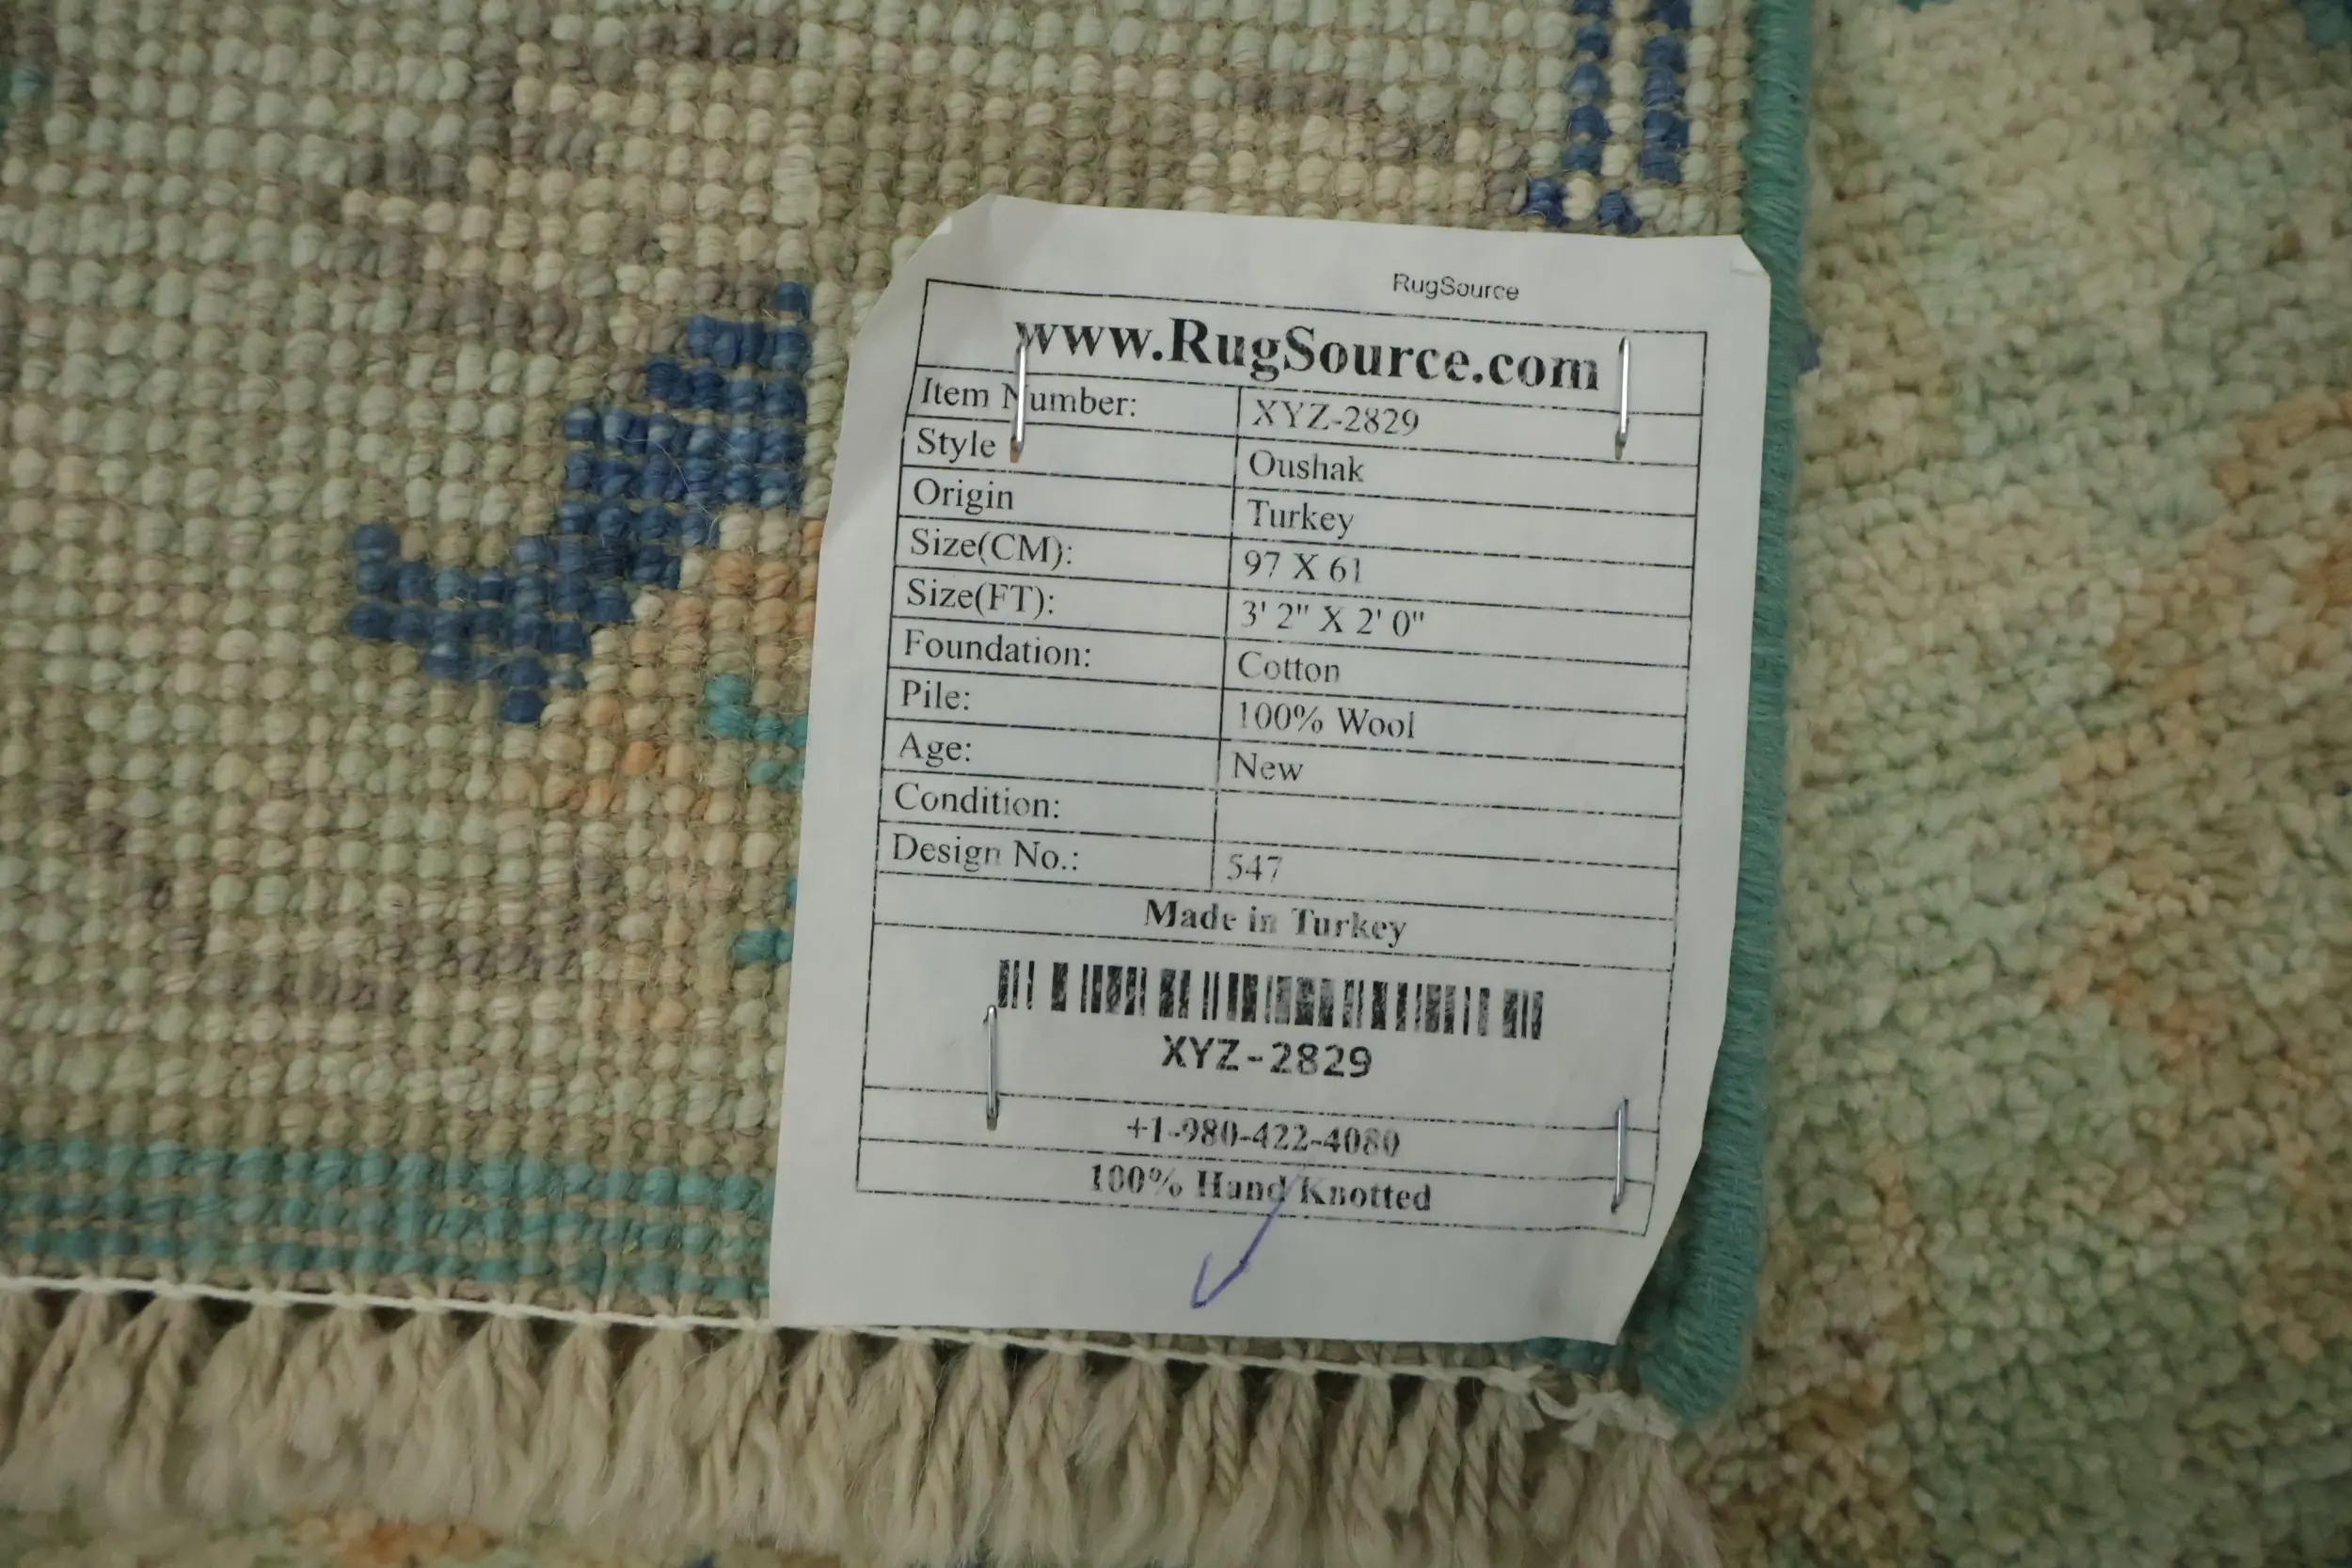 RugSource
www.RugSource.com
Item Number: XYZ-2829
Style Oushak
Origin Turkey
Size(CM): 97 X 61
Size(FT): 3' 2" X 2' 0"
Foundation: Cotton
Pile: 100% Wool
Age: New
Condition:
Design No.: 547
Made in Turkey
XYZ-2829
+1-980-422-4080
100% Hand Knotted